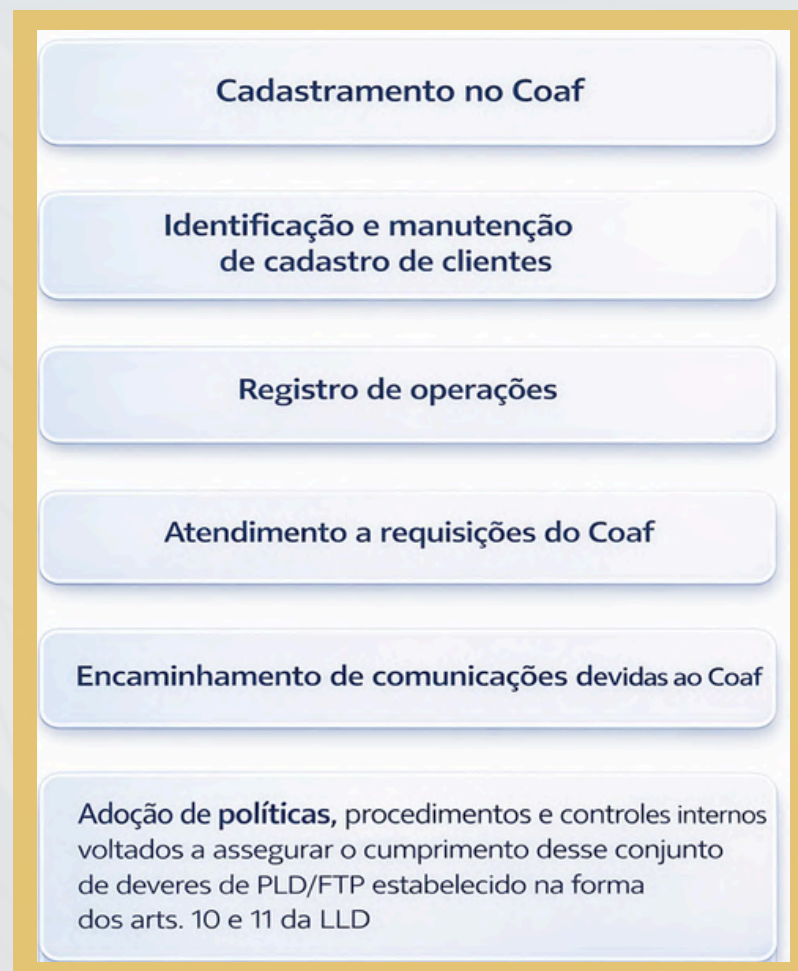 Cadastramento no Coaf
Identificação e manutenção
de cadastro de clientes
Registro de operações
Atendimento a requisições do Coaf
Encaminhamento de comunicações devidas ao Coaf
Adoção de políticas, procedimentos e controles internos
voltados a assegurar o cumprimento desse conjunto
de deveres de PLD/FTP estabelecido na forma
dos arts. 10 e 11 da LLD